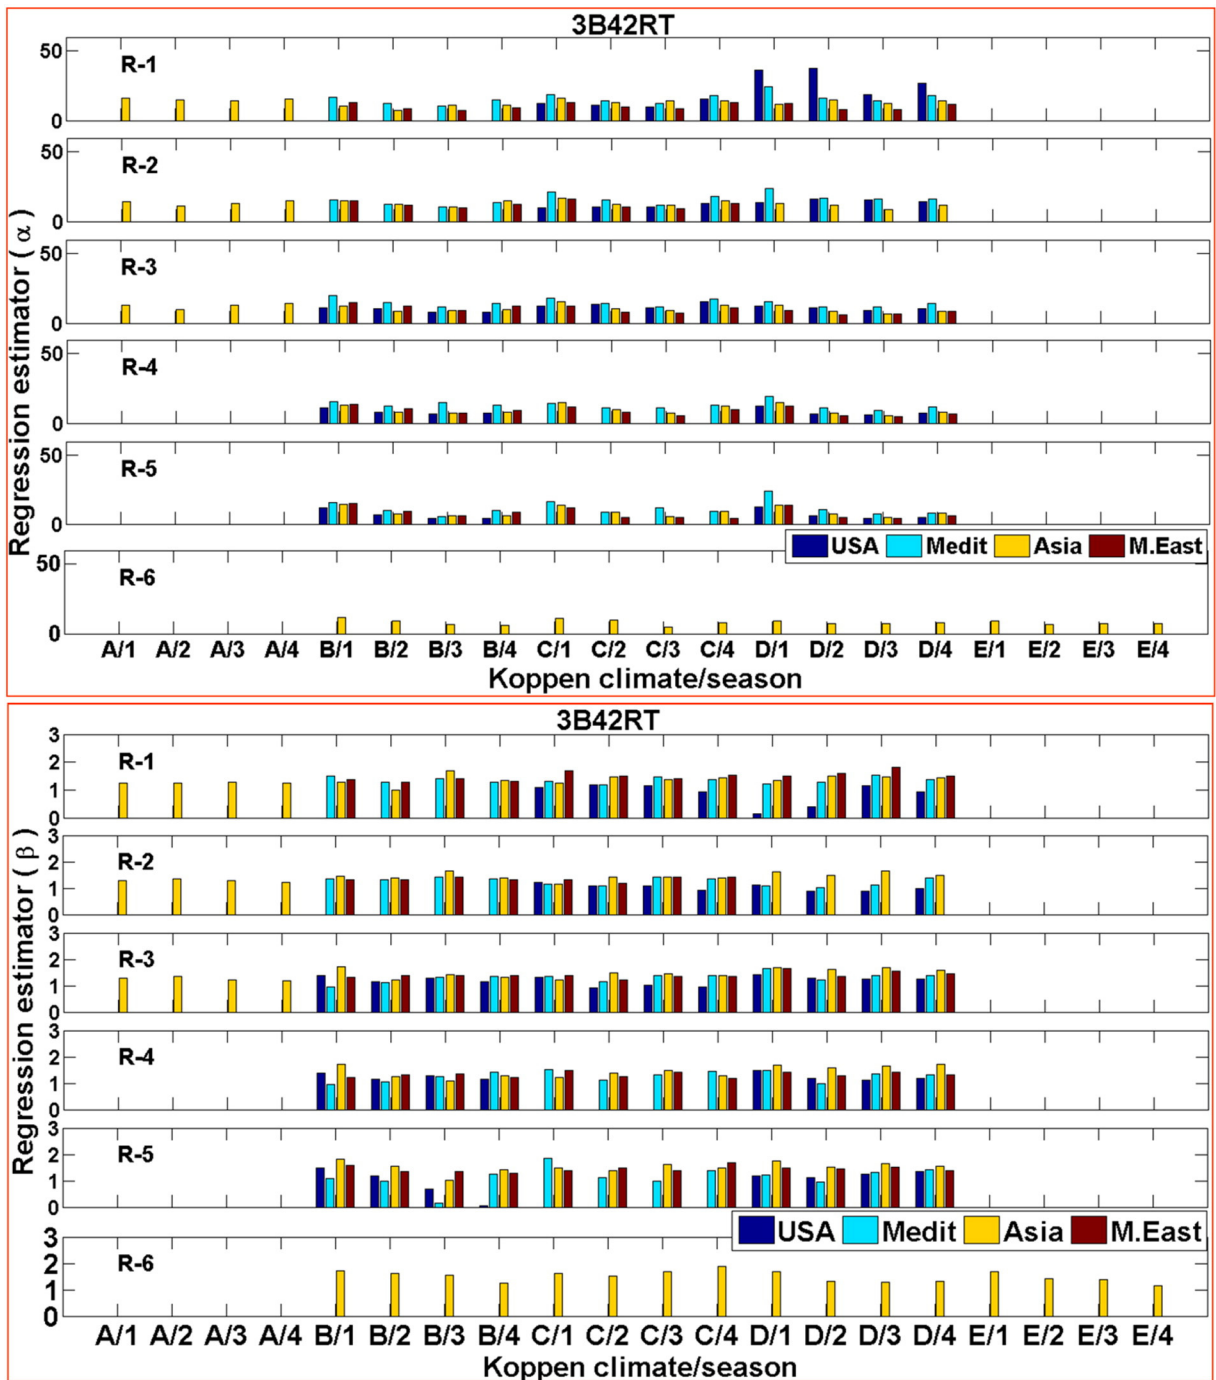 3B42RT
Regression estimator ( α )
50
R-1
0
50
R-2
0
50
R-3
0
50
R-4
0
50
R-5
0
USA Medit Asia M.East
50
R-6
0
A/1 A/2 A/3 A/4 B/1 B/2 B/3 B/4 C/1 C/2 C/3 C/4 D/1 D/2 D/3 D/4 E/1 E/2 E/3 E/4
Koppen climate/season
3B42RT
Regression estimator ( β )
3
R-1
2
1
0
3
R-2
2
1
0
3
R-3
2
1
0
3
R-4
2
1
0
3
R-5
2
1
0
USA Medit Asia M.East
3
R-6
2
1
0
A/1 A/2 A/3 A/4 B/1 B/2 B/3 B/4 C/1 C/2 C/3 C/4 D/1 D/2 D/3 D/4 E/1 E/2 E/3 E/4
Koppen climate/season